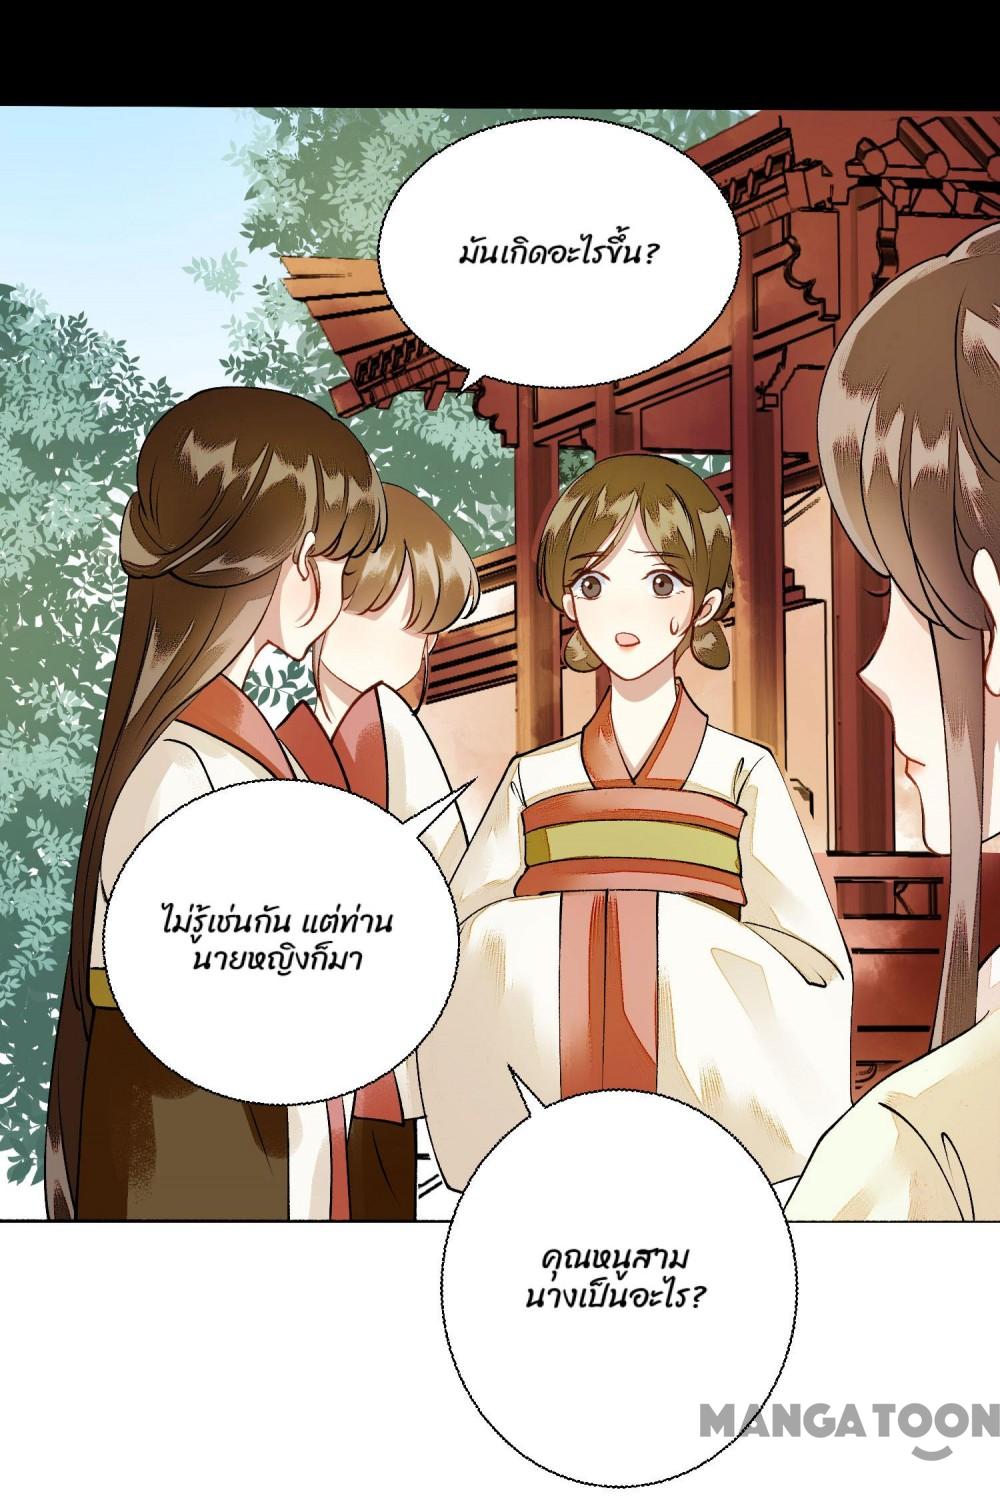 มันเกิดอะไรขึ้น?
ไม่รู้เช่นกัน แต่ท่าน
นายหญิงก็มา
คุณหนูสาม
นางเป็นอะไร?
MANGATOON